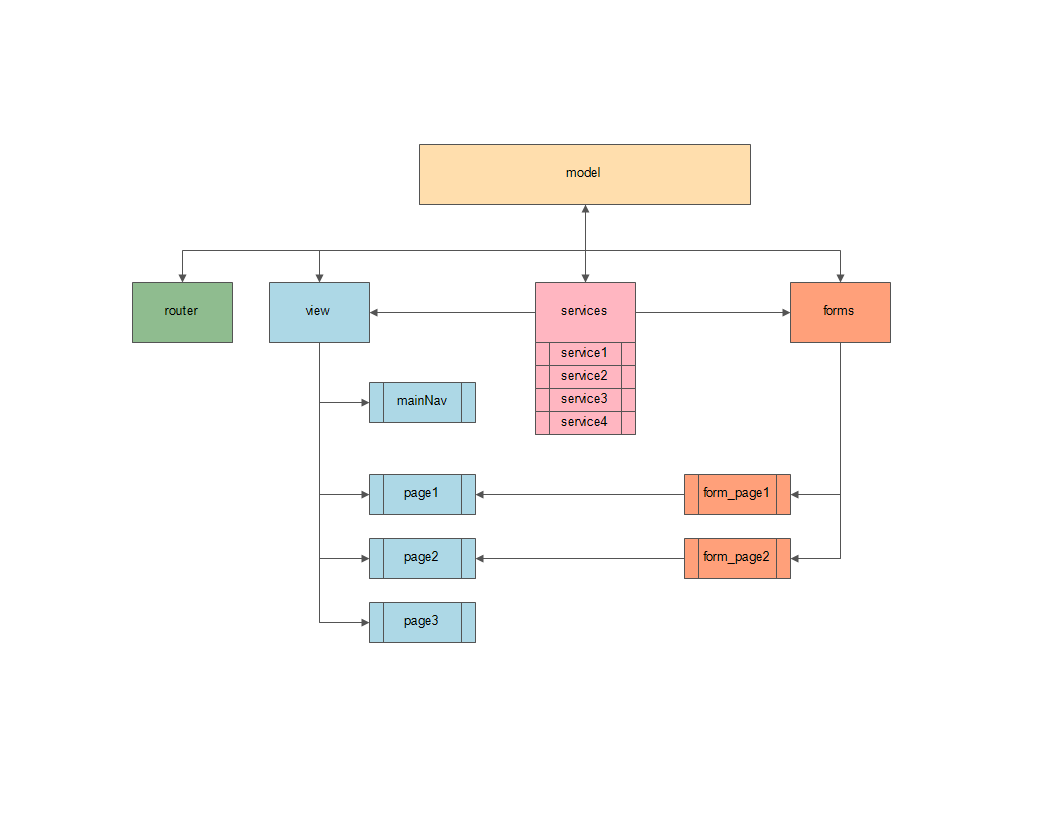 model
router
view
services
forms
service1
service2
service3
service4
mainNav
page1
form_page1
page2
form_page2
page3